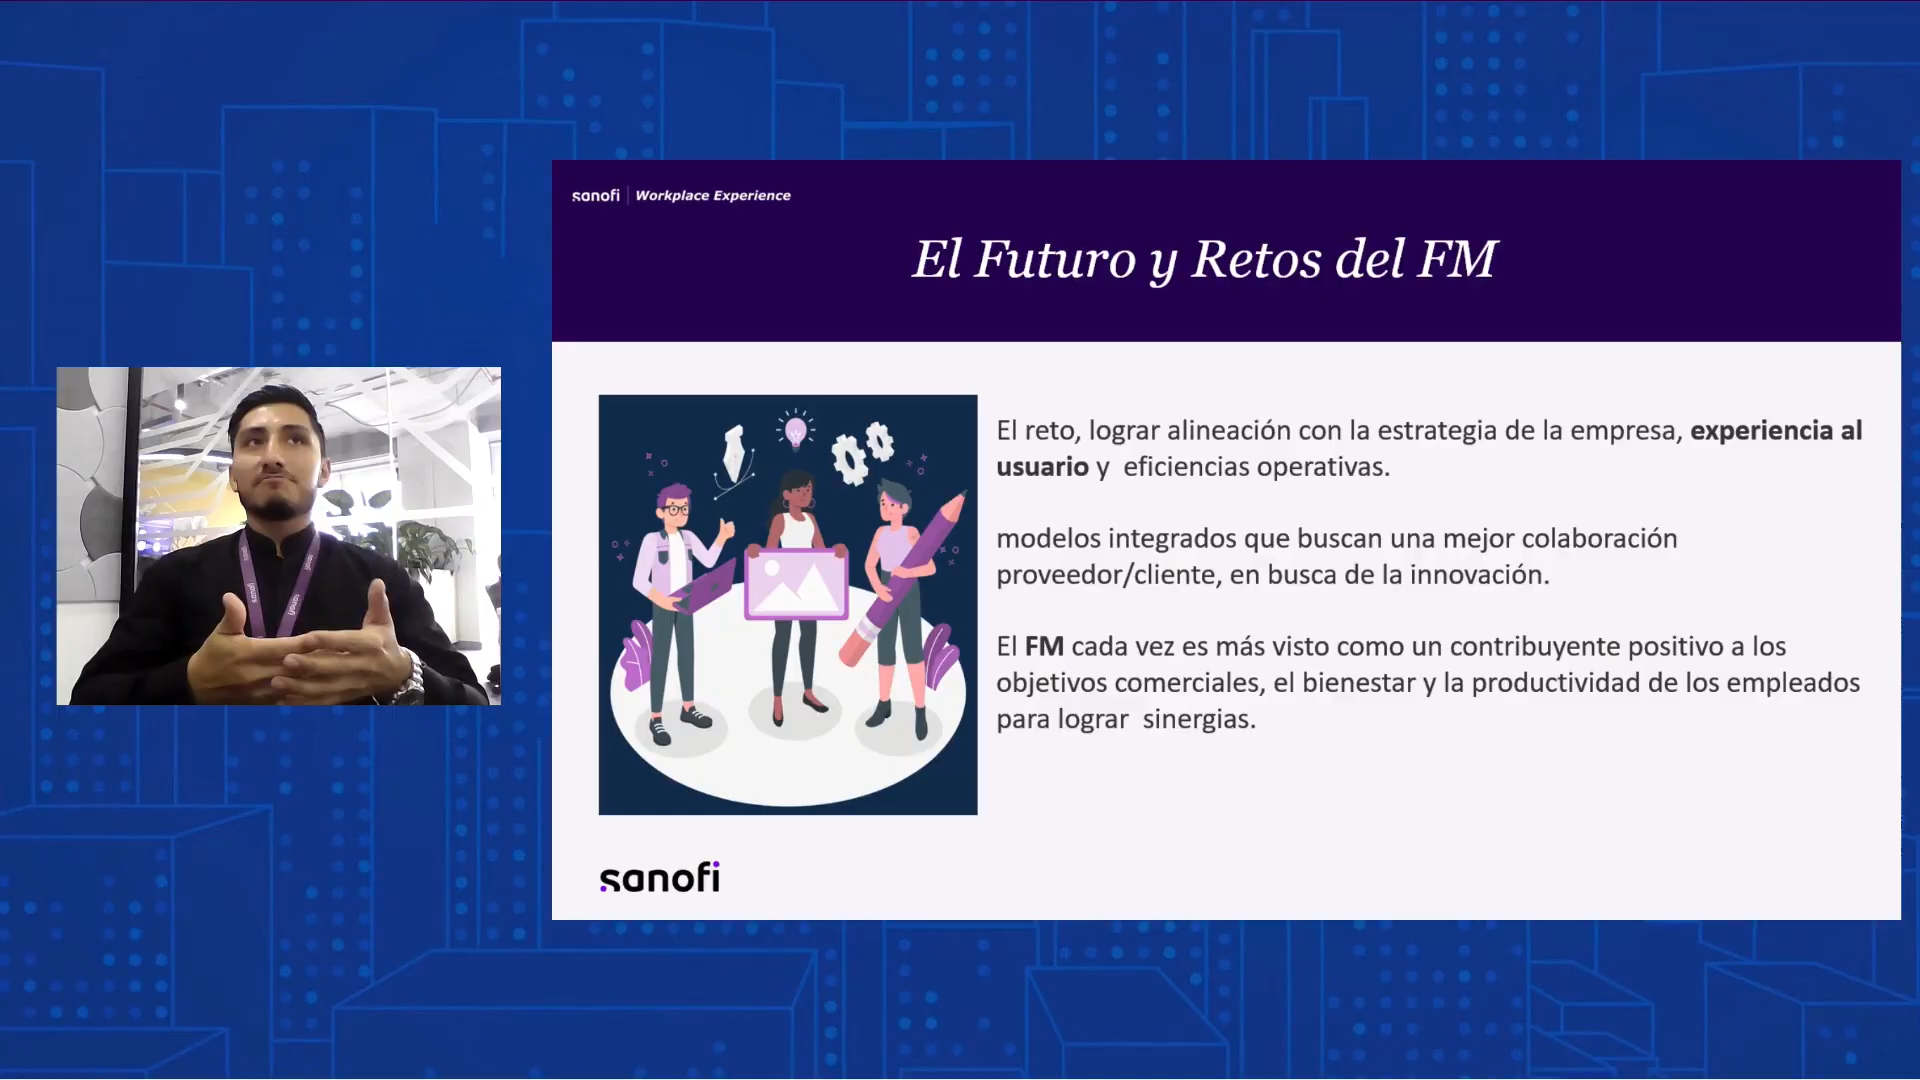 sanofi | Workplace Experience
El Futuro y Retos del FM
El reto, lograr alineación con la estrategia de la empresa, experiencia al
usuario y eficiencias operativas.
modelos integrados que buscan una mejor colaboración
proveedor/cliente, en busca de la innovación.
El FM cada vez es más visto como un contribuyente positivo a los
objetivos comerciales, el bienestar y la productividad de los empleados
para lograr sinergias.
sanofi